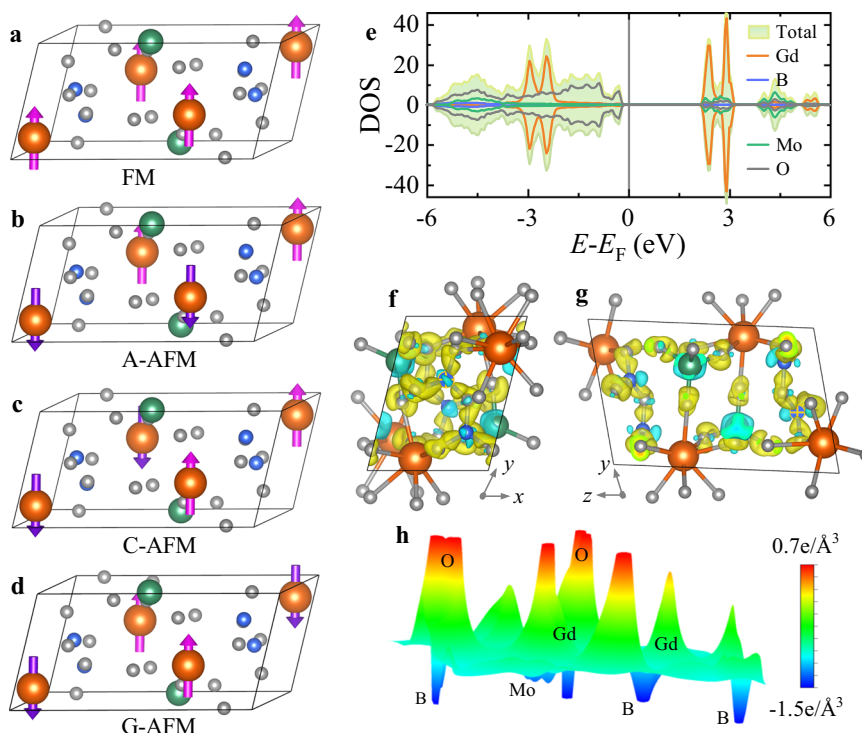 a
FM
b
A-AFM
c
C-AFM
d
G-AFM
e
DOS
40
20
0
-20
-40
-6
-3
0
3
6
E-E_F (eV)
Total
Gd
B
Mo
O
f
y
x
g
y
z
h
O
O
Gd
Gd
B
Mo
B
B
0.7e/Å³
-1.5e/Å³